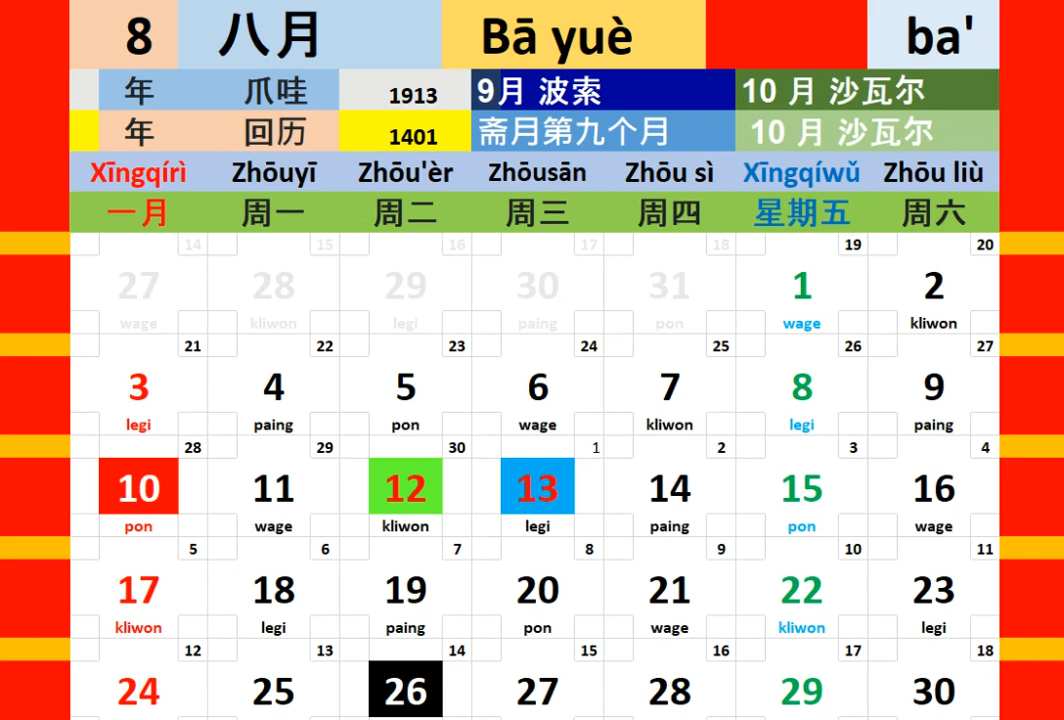 8 八月 Bā yuè ba'
年 爪哇 1913 9月 波索 10 月 沙瓦尔
年 回历 1401 斋月第九个月 10 月 沙瓦尔
Xīngqírì Zhōuyī Zhōu'èr Zhōusān Zhōu sì Xīngqíwǔ Zhōu liù
一月 周一 周二 周三 周四 星期五 周六
14 15 16 17 18 19 20
27 28 29 30 31 1 2
wage kliwon legi paing pon wage kliwon
21 22 23 24 25 26 27
3 4 5 6 7 8 9
legi paing pon wage kliwon legi paing
28 29 30 1 2 3 4
10 11 12 13 14 15 16
pon wage kliwon legi paing pon wage
5 6 7 8 9 10 11
17 18 19 20 21 22 23
kliwon legi paing pon wage kliwon legi
12 13 14 15 16 17 18
24 25 26 27 28 29 30